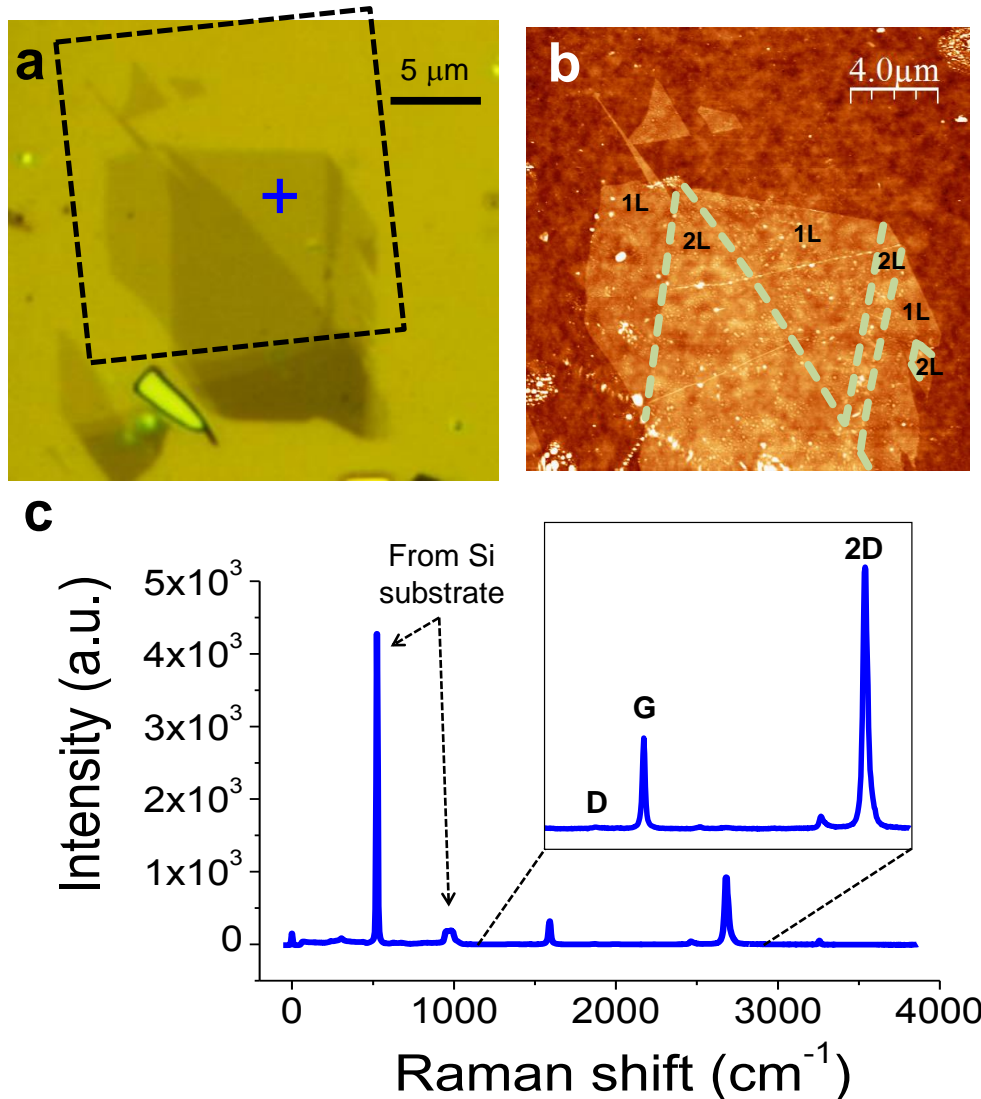 a
5 μm
b
4.0μm
1L
2L
1L
2L
1L
2L
c
From Si
substrate
2D
G
D
5x10³
4x10³
3x10³
2x10³
1x10³
0
Intensity (a.u.)
0 1000 2000 3000 4000
Raman shift (cm⁻¹)